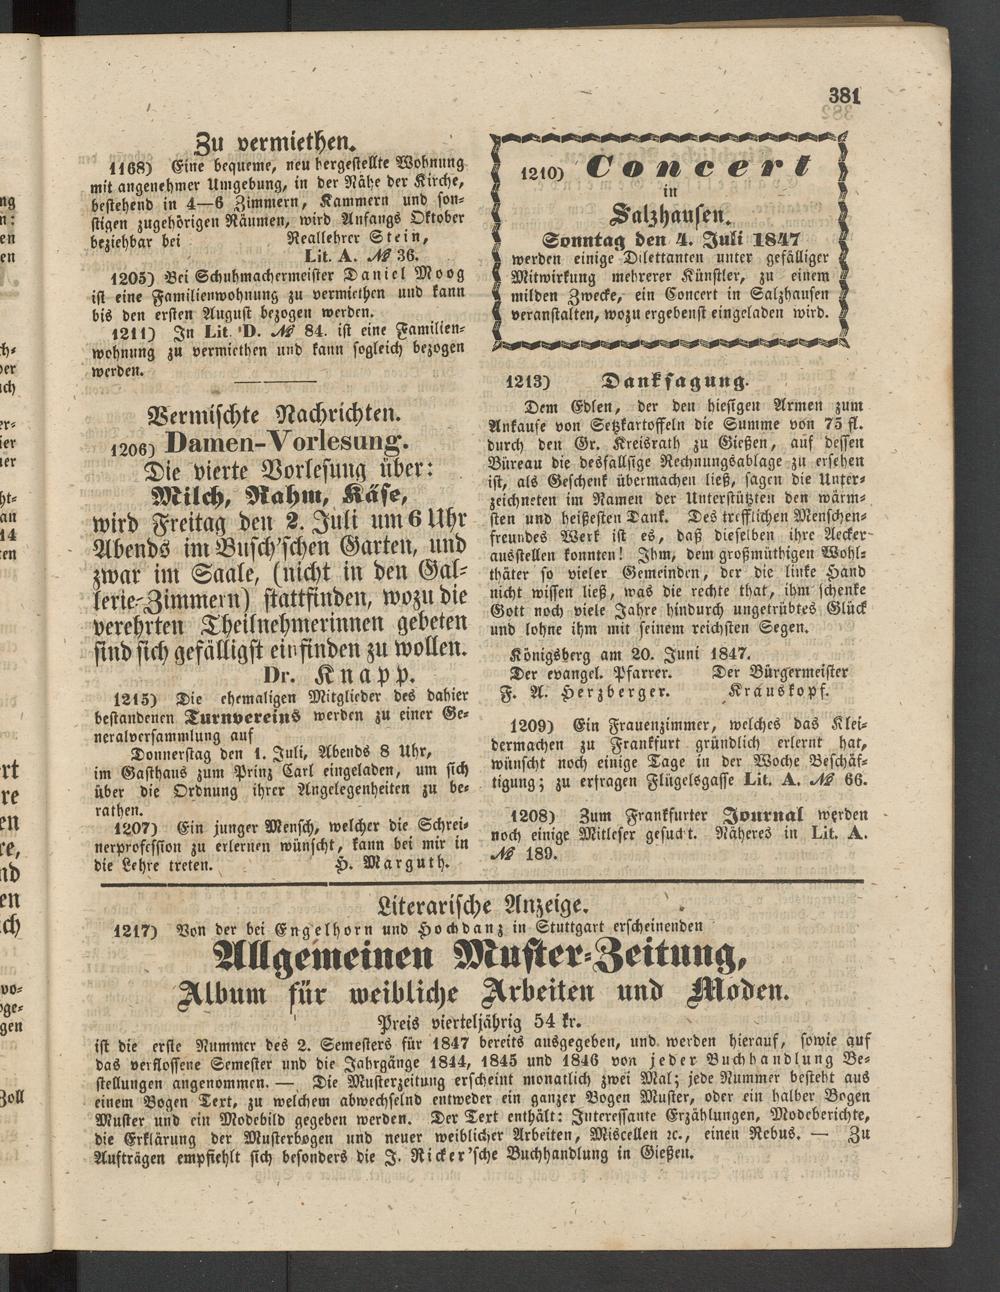 381
Zu vermiethen.
1168) Eine bequeme, neu hergestellte Wohnung
mit angenehmer Umgebung, in der Nähe der Kirche,
bestehend in 4—6 Zimmern, Kammern und son-
stigen zugehörigen Räumen, wird Anfangs Oktober
beziehbar bei Reallehrer Stein,
Lit. A. № 36.
1205) Bei Schuhmachermeister Daniel Moog
ist eine Familienwohnung zu vermiethen und kann
bis den ersten August bezogen werden.
1211) In Lit. D. № 84. ist eine Familien-
wohnung zu vermiethen und kann sogleich bezogen
werden.
Vermischte Nachrichten.
1206) Damen-Vorlesung.
Die vierte Vorlesung über:
Milch, Rahm, Käse,
wird Freitag den 2. Juli um 6 Uhr
Abends im Busch'schen Garten, und
zwar im Saale, (nicht in den Gal-
lerie-Zimmern) stattfinden, wozu die
verehrten Theilnehmerinnen gebeten
sind sich gefälligst einfinden zu wollen.
Dr. Knapp.
1215) Die ehemaligen Mitglieder des dahier
bestandenen Turnvereins werden zu einer Ge-
neralversammlung auf
Donnerstag den 1. Juli, Abends 8 Uhr,
im Gasthaus zum Prinz Carl eingeladen, um sich
über die Ordnung ihrer Angelegenheiten zu be-
rathen.
1207) Ein junger Mensch, welcher die Schrei-
nerprofession zu erlernen wünscht, kann bei mir in
die Lehre treten. H. Marguth.
1210) Concert
in
Salzhausen.
Sonntag den 4. Juli 1847
werden einige Dilettanten unter gefälliger
Mitwirkung mehrerer Künstler, zu einem
milden Zwecke, ein Concert in Salzhausen
veranstalten, wozu ergebenst eingeladen wird.
1213) Danksagung.
Dem Edlen, der den hiesigen Armen zum
Ankaufe von Setzkartoffeln die Summe von 75 fl.
durch den Gr. Kreisrath zu Gießen, auf dessen
Büreau die desfallsige Rechnungsablage zu ersehen
ist, als Geschenk übermachen ließ, sagen die Unter-
zeichneten im Namen der Unterstützten den wärm-
sten und heißesten Dank. Des trefflichen Menschen-
freundes Werk ist es, daß dieselben ihre Aecker
ausstellen konnten! Ihm, dem großmüthigen Wohl-
thäter so vieler Gemeinden, der die linke Hand
nicht wissen ließ, was die rechte that, ihm schenke
Gott noch viele Jahre hindurch ungetrübtes Glück
und lohne ihm mit seinem reichsten Segen.
Königsberg am 20. Juni 1847.
Der evangel. Pfarrer. Der Bürgermeister
F. A. Herzberger. Krauskopf.
1209) Ein Frauenzimmer, welches das Klei-
dermachen zu Frankfurt gründlich erlernt hat,
wünscht noch einige Tage in der Woche Beschäf-
tigung; zu erfragen Flügelsgasse Lit. A. № 66.
1208) Zum Frankfurter Journal werden
noch einige Mitleser gesucht. Näheres in Lit. A.
№ 189.
Literarische Anzeige.
1217) Von der bei Engelhorn und Hochdanz in Stuttgart erscheinenden
Allgemeinen Muster-Zeitung,
Album für weibliche Arbeiten und Moden.
Preis vierteljährig 54 kr.
ist die erste Nummer des 2. Semesters für 1847 bereits ausgegeben, und werden hierauf, sowie auf
das verflossene Semester und die Jahrgänge 1844, 1845 und 1846 von jeder Buchhandlung Be-
stellungen angenommen. — Die Musterzeitung erscheint monatlich zwei Mal; jede Nummer besteht aus
einem Bogen Text, zu welchem abwechselnd entweder ein ganzer Bogen Muster, oder ein halber Bogen
Muster und ein Modebild gegeben werden. Der Text enthält: Interessante Erzählungen, Modeberichte,
die Erklärung der Musterbogen und neuer weiblicher Arbeiten, Miscellen ꝛc., einen Rebus. — Zu
Aufträgen empfiehlt sich besonders die J. Ricker'sche Buchhandlung in Gießen.